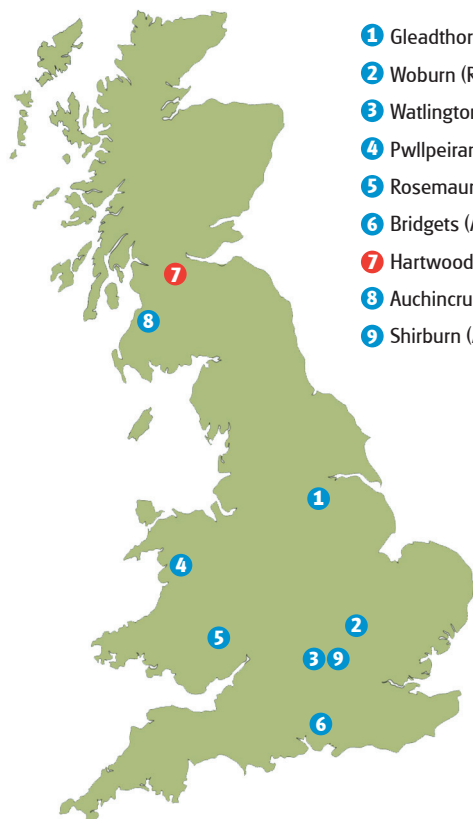 1 Gleadthor
2 Woburn (R
3 Watlington
4 Pwllpeiran
5 Rosemaun
6 Bridgets (A
7 Hartwood
8 Auchincru
9 Shirburn (A
7
8
1
4
2
5
3 9
6